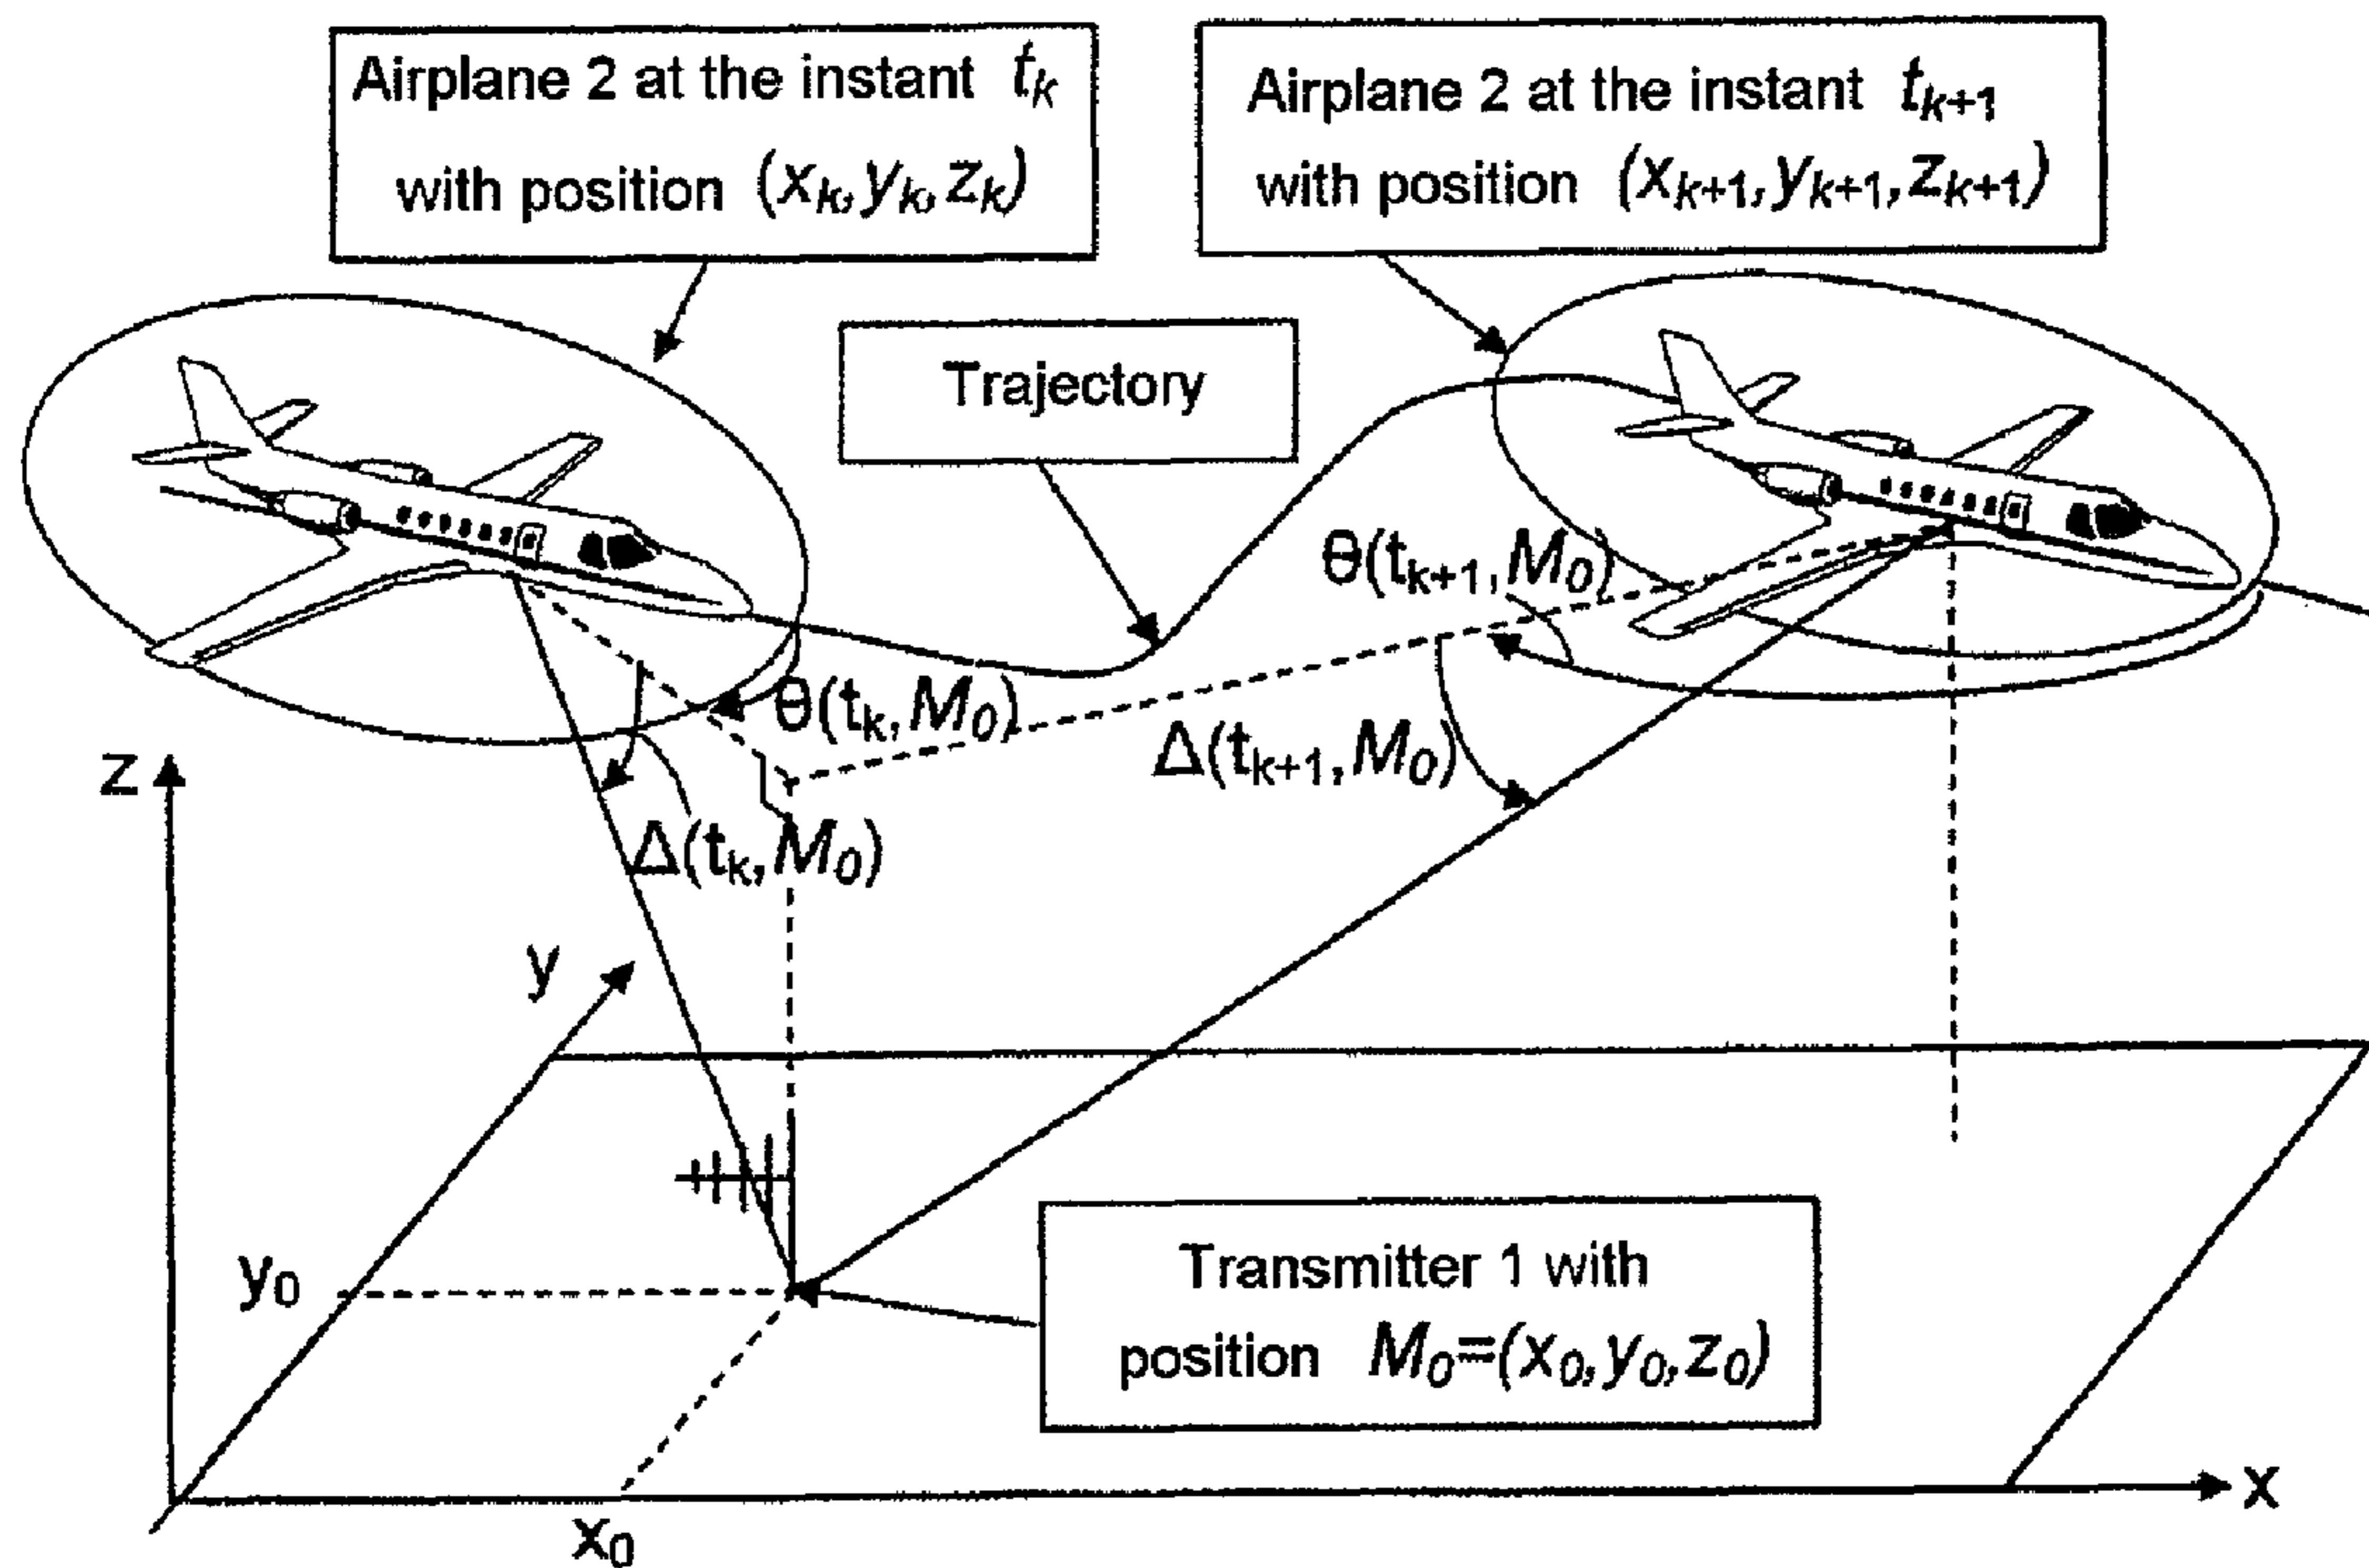 Airplane 2 at the instant tₖ
with position (xₖ, yₖ, zₖ)
Airplane 2 at the instant tₖ₊₁
with position (xₖ₊₁, yₖ₊₁, zₖ₊₁)
Trajectory
θ(tₖ₊₁, M₀)
θ(tₖ, M₀)
Δ(tₖ₊₁, M₀)
z
Δ(tₖ, M₀)
y
y₀
Transmitter 1 with
position M₀=(x₀, y₀, z₀)
x
x₀